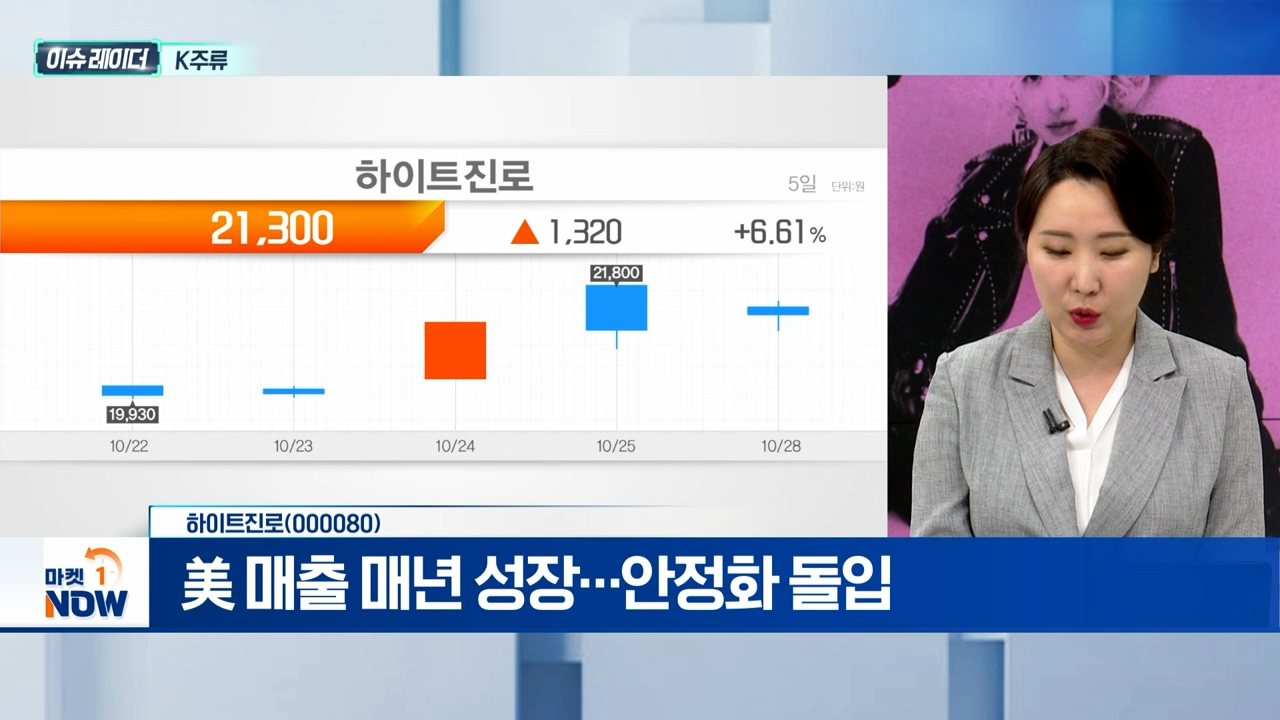 이슈 레이더 K주류
하이트진로
5일 단위:원
21,300 ▲ 1,320 +6.61%
21,800
19,930
10/22 10/23 10/24 10/25 10/28
하이트진로(000080)
마켓 1
NOW
美 매출 매년 성장…안정화 돌입